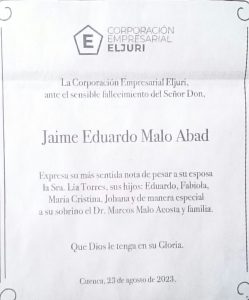 E
CORPORACIÓN
EMPRESARIAL
ELJURI
La Corporación Empresarial Eljuri,
ante el sensible fallecimiento del Señor Don,
Jaime Eduardo Malo Abad
Expresa su más sentida nota de pesar a su esposa
la Sra. Lía Torres, sus hijos: Eduardo, Fabiola,
María Cristina, Johana y de manera especial
a su sobrino el Dr. Marcos Malo Acosta y familia.
Que Dios le tenga en su Gloria.
Cuenca, 23 de agosto de 2023.